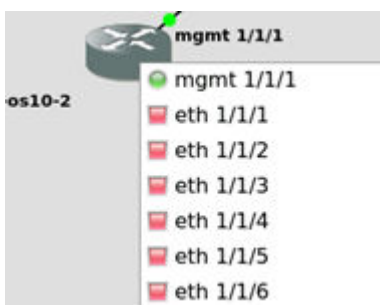 mgmt 1/1/1
mgmt 1/1/1
os10-2
eth 1/1/1
eth 1/1/2
eth 1/1/3
eth 1/1/4
eth 1/1/5
eth 1/1/6